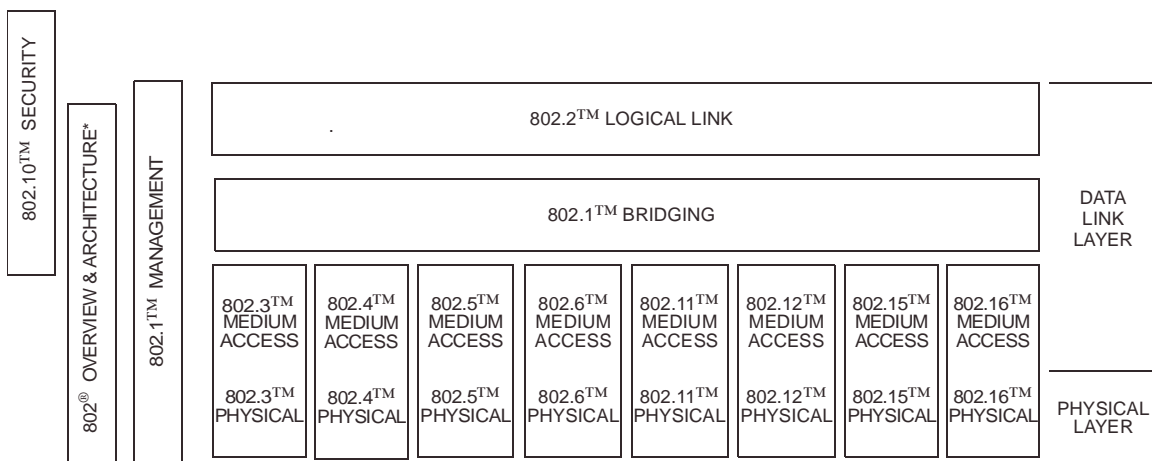 802.10™ SECURITY
802® OVERVIEW & ARCHITECTURE*
802.1™ MANAGEMENT
802.2™ LOGICAL LINK
802.1™ BRIDGING
802.3™
MEDIUM
ACCESS
802.3™
PHYSICAL
802.4™
MEDIUM
ACCESS
802.4™
PHYSICAL
802.5™
MEDIUM
ACCESS
802.5™
PHYSICAL
802.6™
MEDIUM
ACCESS
802.6™
PHYSICAL
802.11™
MEDIUM
ACCESS
802.11™
PHYSICAL
802.12™
MEDIUM
ACCESS
802.12™
PHYSICAL
802.15™
MEDIUM
ACCESS
802.15™
PHYSICAL
802.16™
MEDIUM
ACCESS
802.16™
PHYSICAL
DATA
LINK
LAYER
PHYSICAL
LAYER